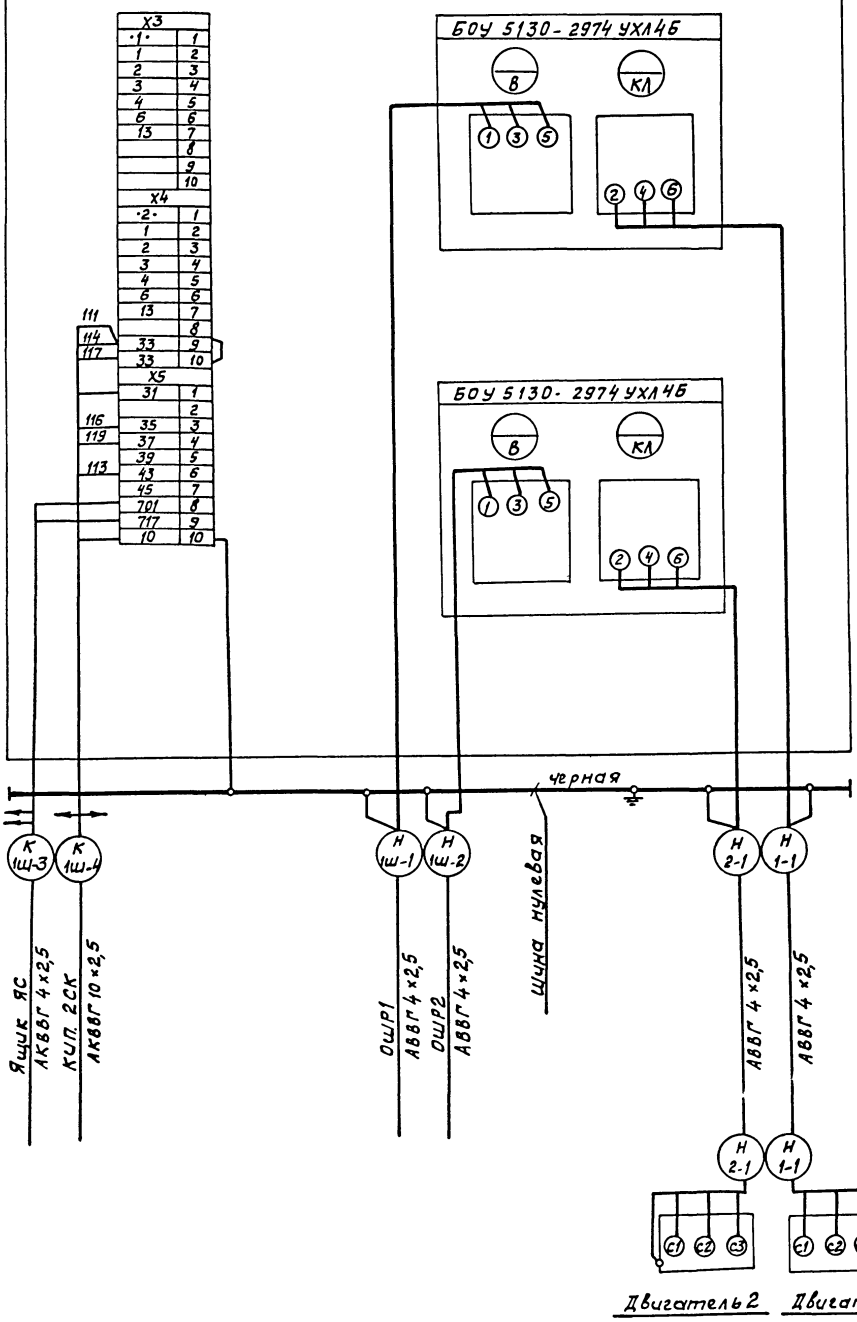 X3
·1· 1
1 2
2 3
3 4
4 5
6 6
13 7
8
9
10
X4
·2· 1
1 2
2 3
3 4
4 5
6 6
13 7
8
33 9
33 10
X5
31 1
2
35 3
37 4
39 5
43 6
45 7
701 8
717 9
10 10
111
114
117
116
119
113
БОУ 5130-2974 УХЛ4Б
В
КЛ
1 3 5
2 4 6
БОУ 5130-2974 УХЛ4Б
В
КЛ
1 3 5
2 4 6
черная
шина нулевая
К
1Ш-3
К
1Ш-4
Н
1Ш-1
Н
1Ш-2
Н
2-1
Н
1-1
Ящик ЯС
АКВВГ 4×2,5
КИП. 2СК
АКВВГ 10×2,5
ОШР1
АВВГ 4×2,5
ОШР2
АВВГ 4×2,5
АВВГ 4×2,5
АВВГ 4×2,5
Н
2-1
Н
1-1
С1 С2 С3
С1 С2
Двигатель 2
Двигат